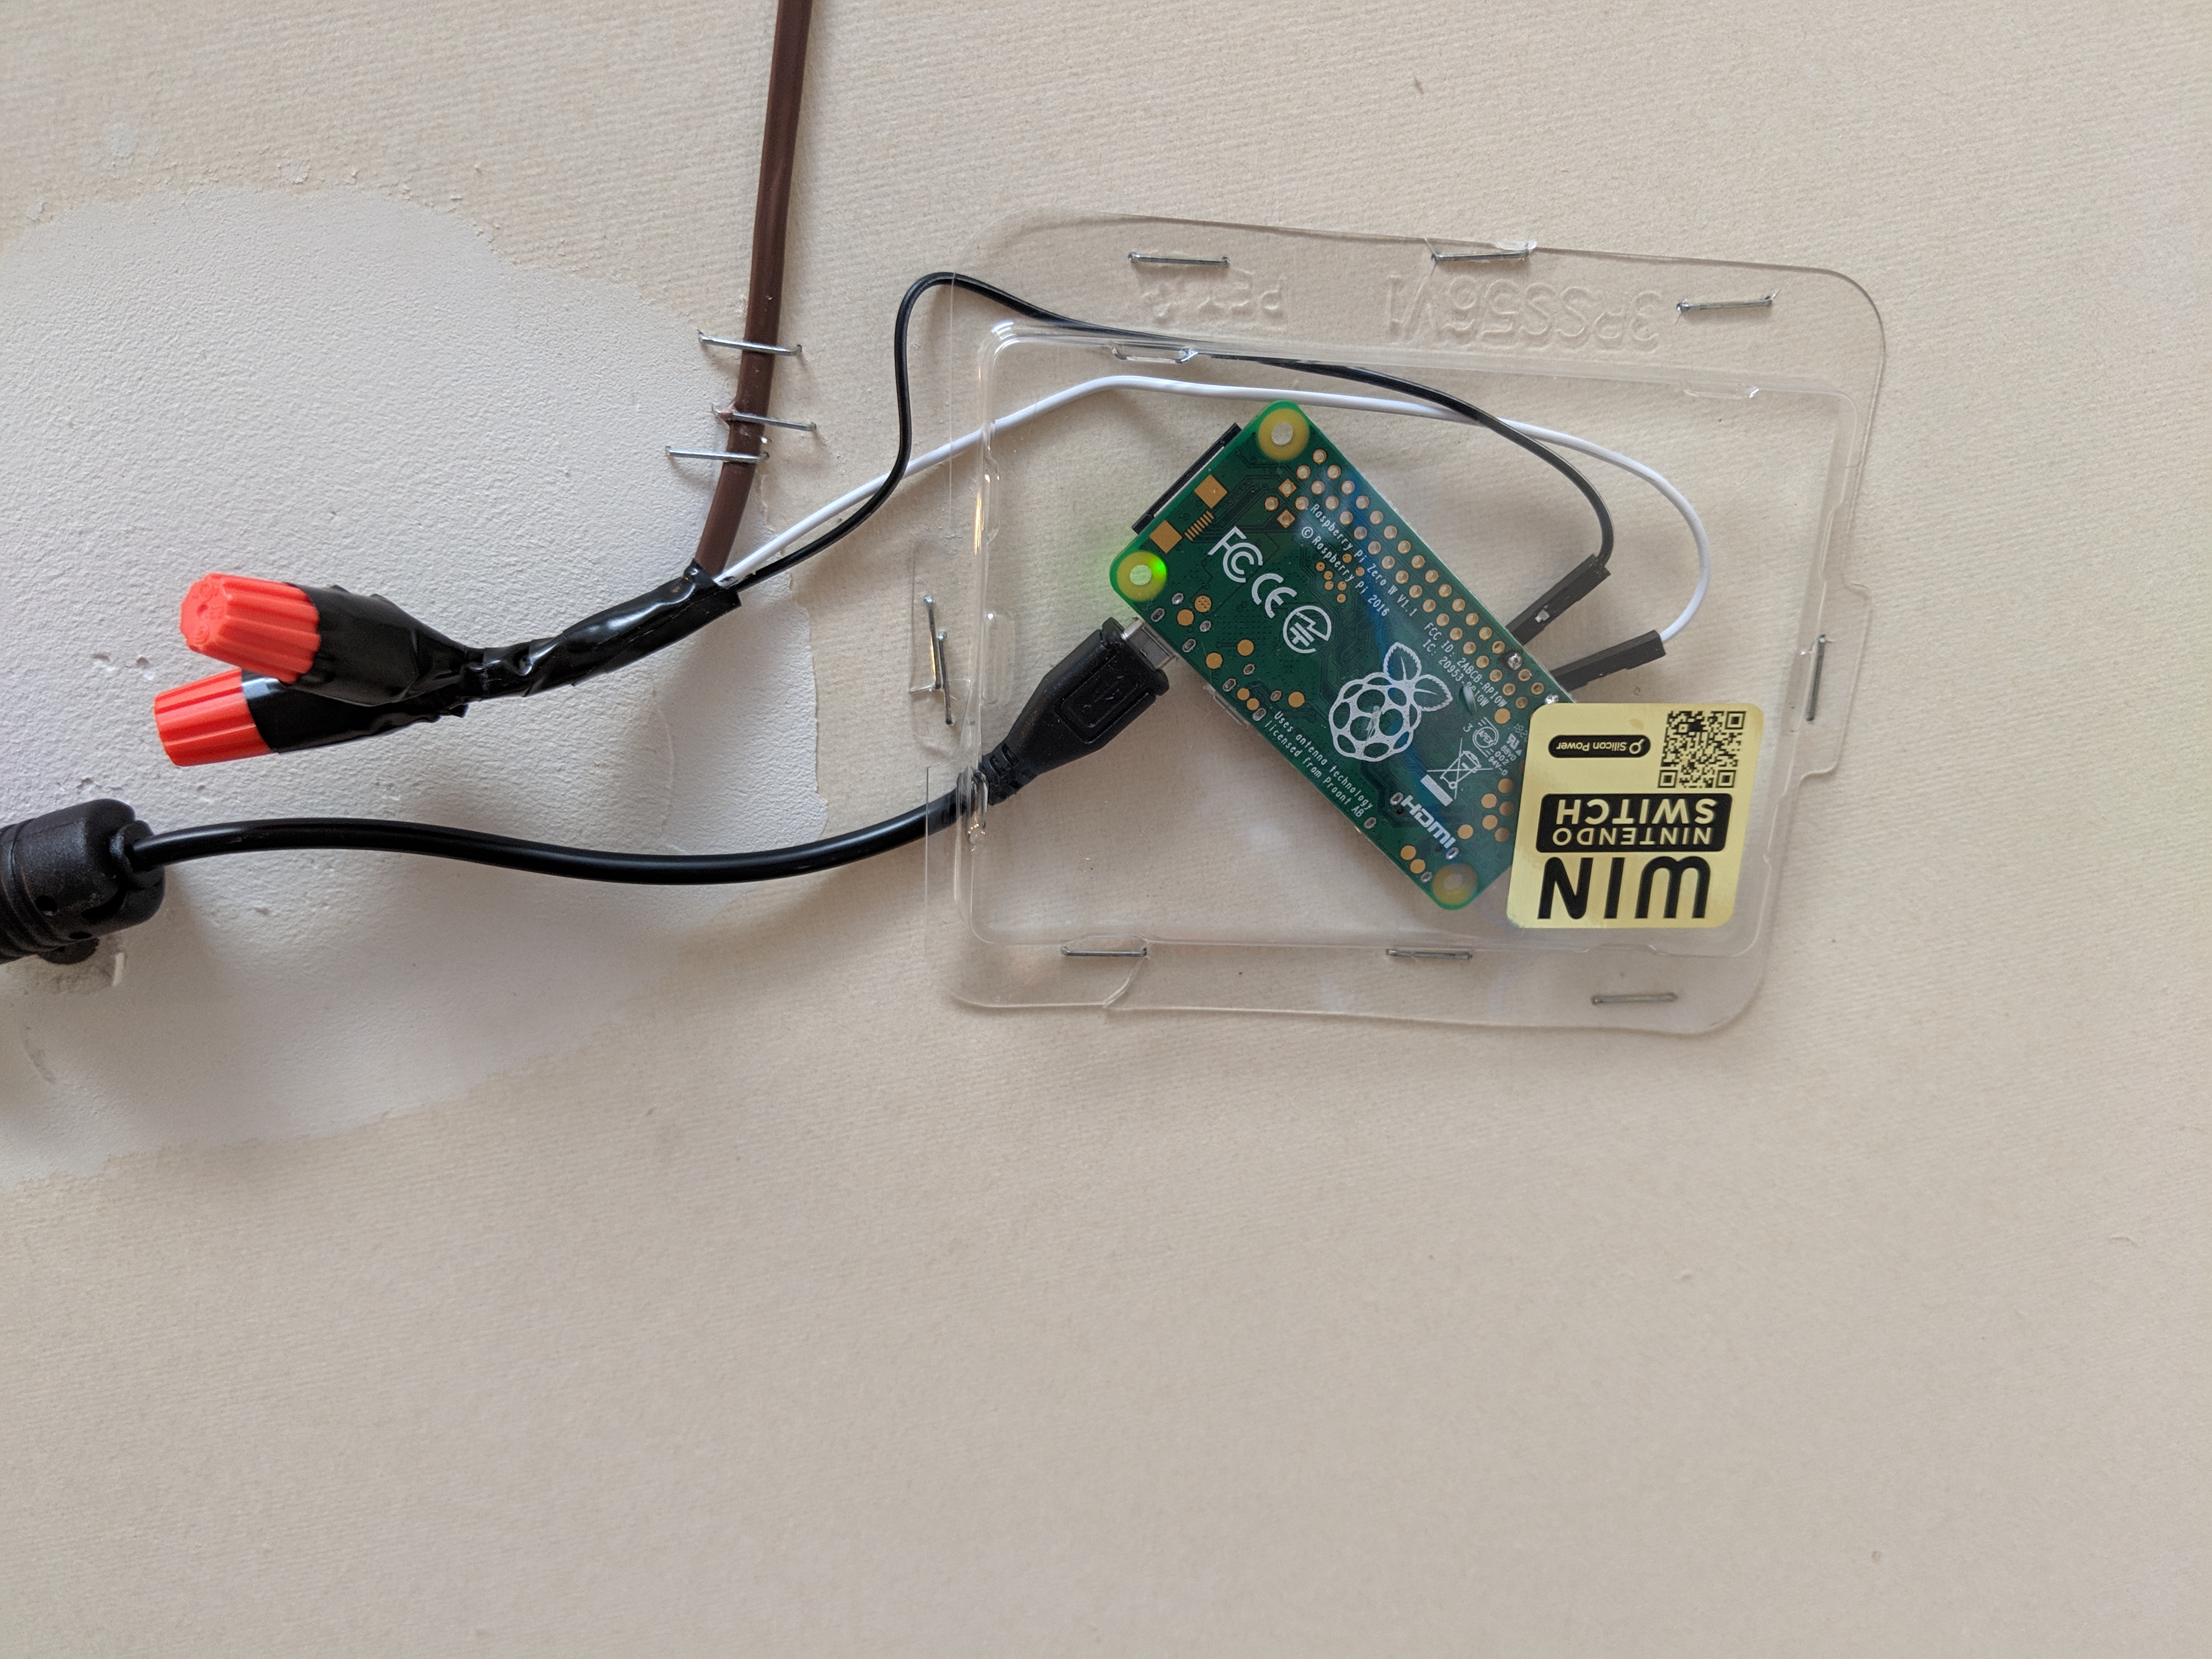 3PSS56V1
PET
Raspberry Pi Zero W V1.1
© Raspberry Pi 2016
FCC ID: 2ABCB-RPI0W
IC: 20953-RPI0W
FC CE
Uses antenna technology
licensed from Proant AB
HDMI
WIN
NINTENDO
SWITCH
Silicon Power